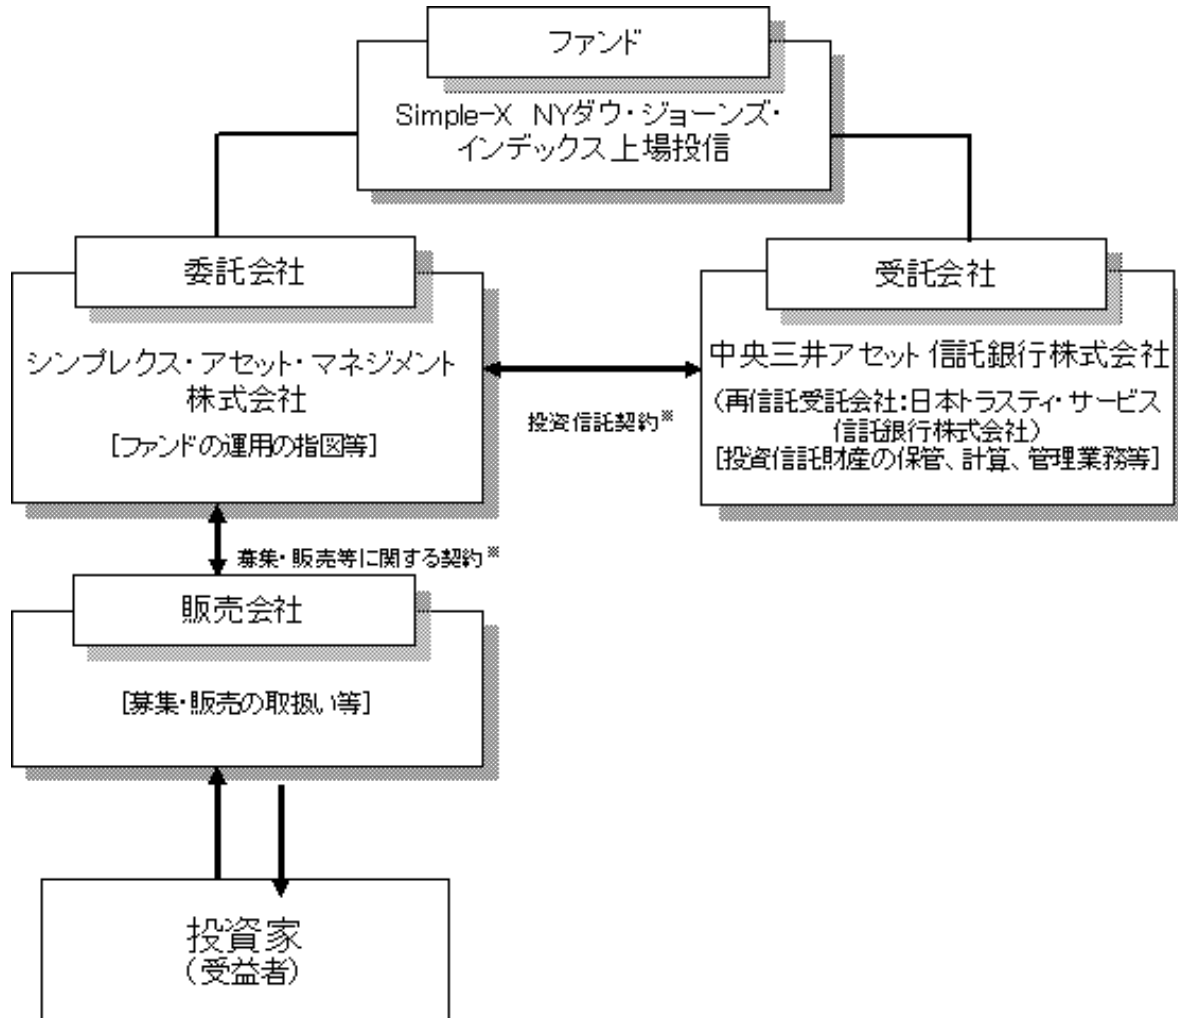 ファンド
Simple-X NYダウ・ジョーンズ・
インデックス上場投信
委託会社
シンプレクス・アセット・マネジメント
株式会社
[ファンドの運用の指図等]
受託会社
中央三井アセット信託銀行株式会社
(再信託受託会社:日本トラスティ・サービス
信託銀行株式会社)
[投資信託財産の保管、計算、管理業務等]
投資信託契約※
募集・販売等に関する契約※
販売会社
[募集・販売の取扱い等]
投資家
(受益者)